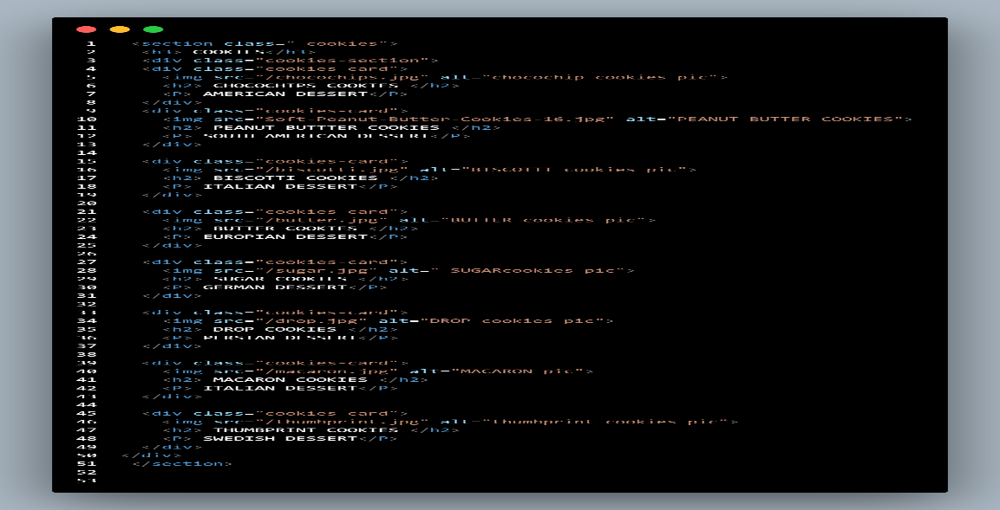 1 <section class=" cookies">
2 <h3> COOKIES</h3>
3 <div class="cookies-section">
4 <div class="cookies-card">
5 <img src="/chocochips.jpg" alt="chocochip cookies pic">
6 <h2> CHOCOCHIPS COOKIES </h2>
7 <P> AMERICAN DESSERT</P>
8 </div>
9 <div class="cookies-card">
10 <img src="Soft-Peanut-Butter-Cookies-16.jpg" alt="PEANUT BUTTER COOKIES">
11 <h2> PEANUT BUTTTER COOKIES </h2>
12 <P> SOUTH AMERICAN DESSERT</P>
13 </div>
14
15 <div class="cookies-card">
16 <img src="/biscotti.jpg" alt="BISCOTTI cookies pic">
17 <h2> BISCOTTI COOKIES </h2>
18 <P> ITALIAN DESSERT</P>
19 </div>
20
21 <div class="cookies-card">
22 <img src="/butter.jpg" alt="BUTTER cookies pic">
23 <h2> BUTTER COOKIES </h2>
24 <P> EUROPIAN DESSERT</P>
25 </div>
26
27 <div class="cookies-card">
28 <img src="/sugar.jpg" alt=" SUGARcookies pic">
29 <h2> SUGAR COOKIES </h2>
30 <P> GERMAN DESSERT</P>
31 </div>
32
33 <div class="cookies-card">
34 <img src="/drop.jpg" alt="DROP cookies pic">
35 <h2> DROP COOKIES </h2>
36 <P> PERSIAN DESSERT</P>
37 </div>
38
39 <div class="cookies-card">
40 <img src="/macaron.jpg" alt="MACARON pic">
41 <h2> MACARON COOKIES </h2>
42 <P> ITALIAN DESSERT</P>
43 </div>
44
45 <div class="cookies-card">
46 <img src="/thumbprint.jpg" alt="thumbprint cookies pic">
47 <h2> THUMBPRINT COOKIES </h2>
48 <P> SWEDISH DESSERT</P>
49 </div>
50 </div>
51 </section>
52
53